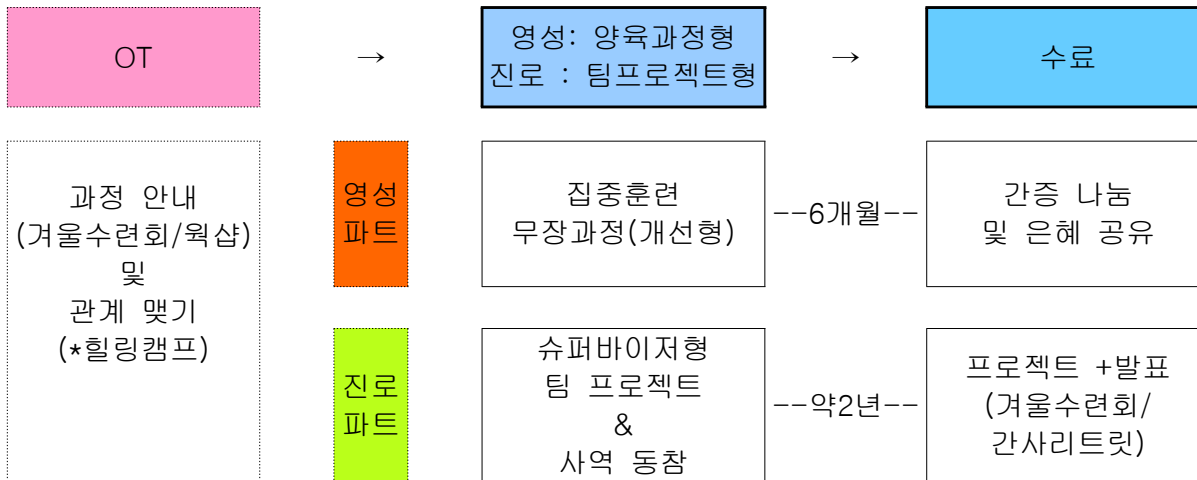 OT
→
영성: 양육과정형
진로 : 팀프로젝트형
→
수료
과정 안내
(겨울수련회/웍샵)
및
관계 맺기
(*힐링캠프)
영성
파트
집중훈련
무장과정(개선형)
--6개월--
간증 나눔
및 은혜 공유
진로
파트
슈퍼바이저형
팀 프로젝트
&
사역 동참
--약2년--
프로젝트 +발표
(겨울수련회/
간사리트릿)